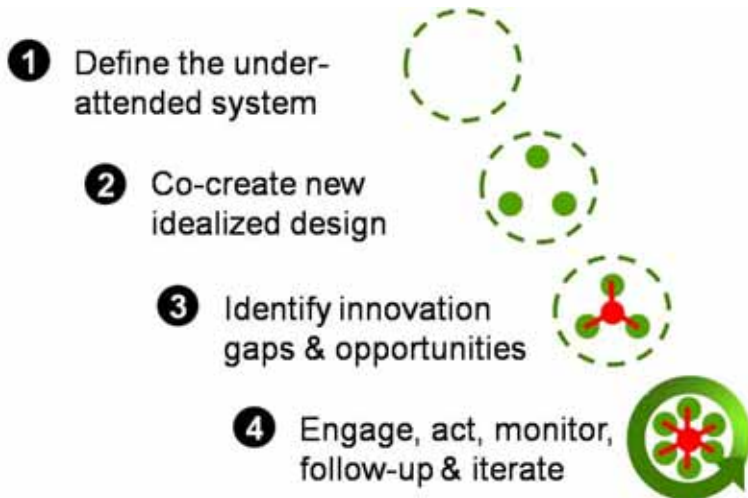 1 Define the under-
attended system
2 Co-create new
idealized design
3 Identify innovation
gaps & opportunities
4 Engage, act, monitor,
follow-up & iterate